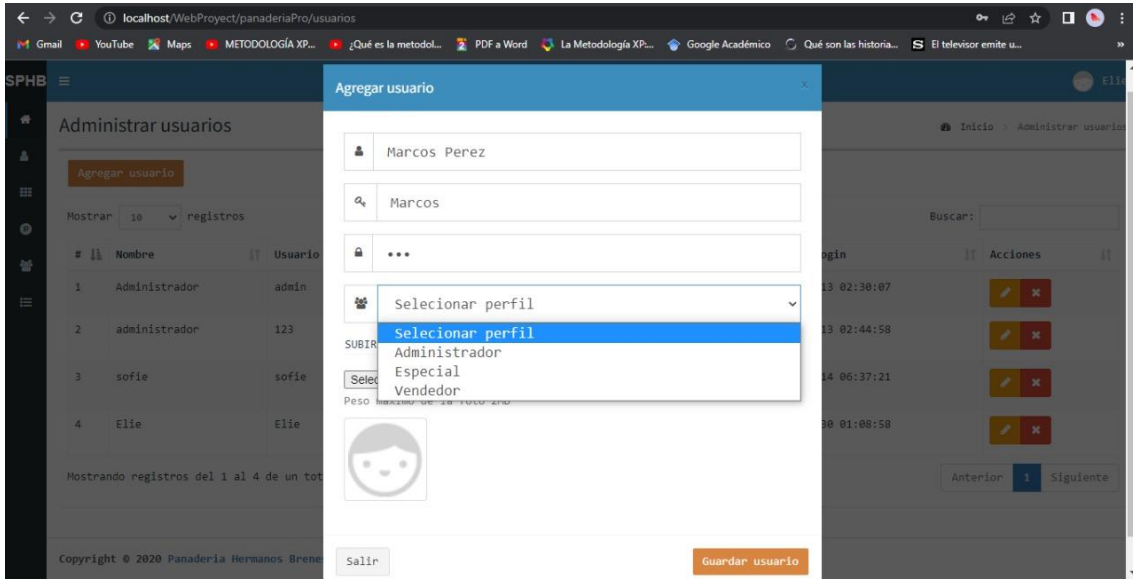 localhost/WebProyect/panaderiaPro/usuarios
Gmail YouTube Maps METODOLOGÍA XP... ¿Qué es la metodol... PDF a Word La Metodología XP:... Google Académico Qué son las historia... El televisor emite u... »
SPHB Elie
Agregar usuario x
Administrar usuarios
Inicio > Administrar usuarios
Agregar usuario
Marcos Perez
Marcos
•••
Mostrar 10 registros
Buscar:
# Nombre Usuario ogin Acciones
1 Administrador admin 13 02:30:07
2 administrador 123 13 02:44:58
3 sofie sofie 14 06:37:21
4 Elie Elie 30 01:08:58
Selecionar perfil
Selecionar perfil
Administrador
Especial
Vendedor
SUBIR
Selec
Peso máximo de la foto 2MB
Mostrando registros del 1 al 4 de un tot
Anterior 1 Siguiente
Salir Guardar usuario
Copyright © 2020 Panaderia Hermanos Brene